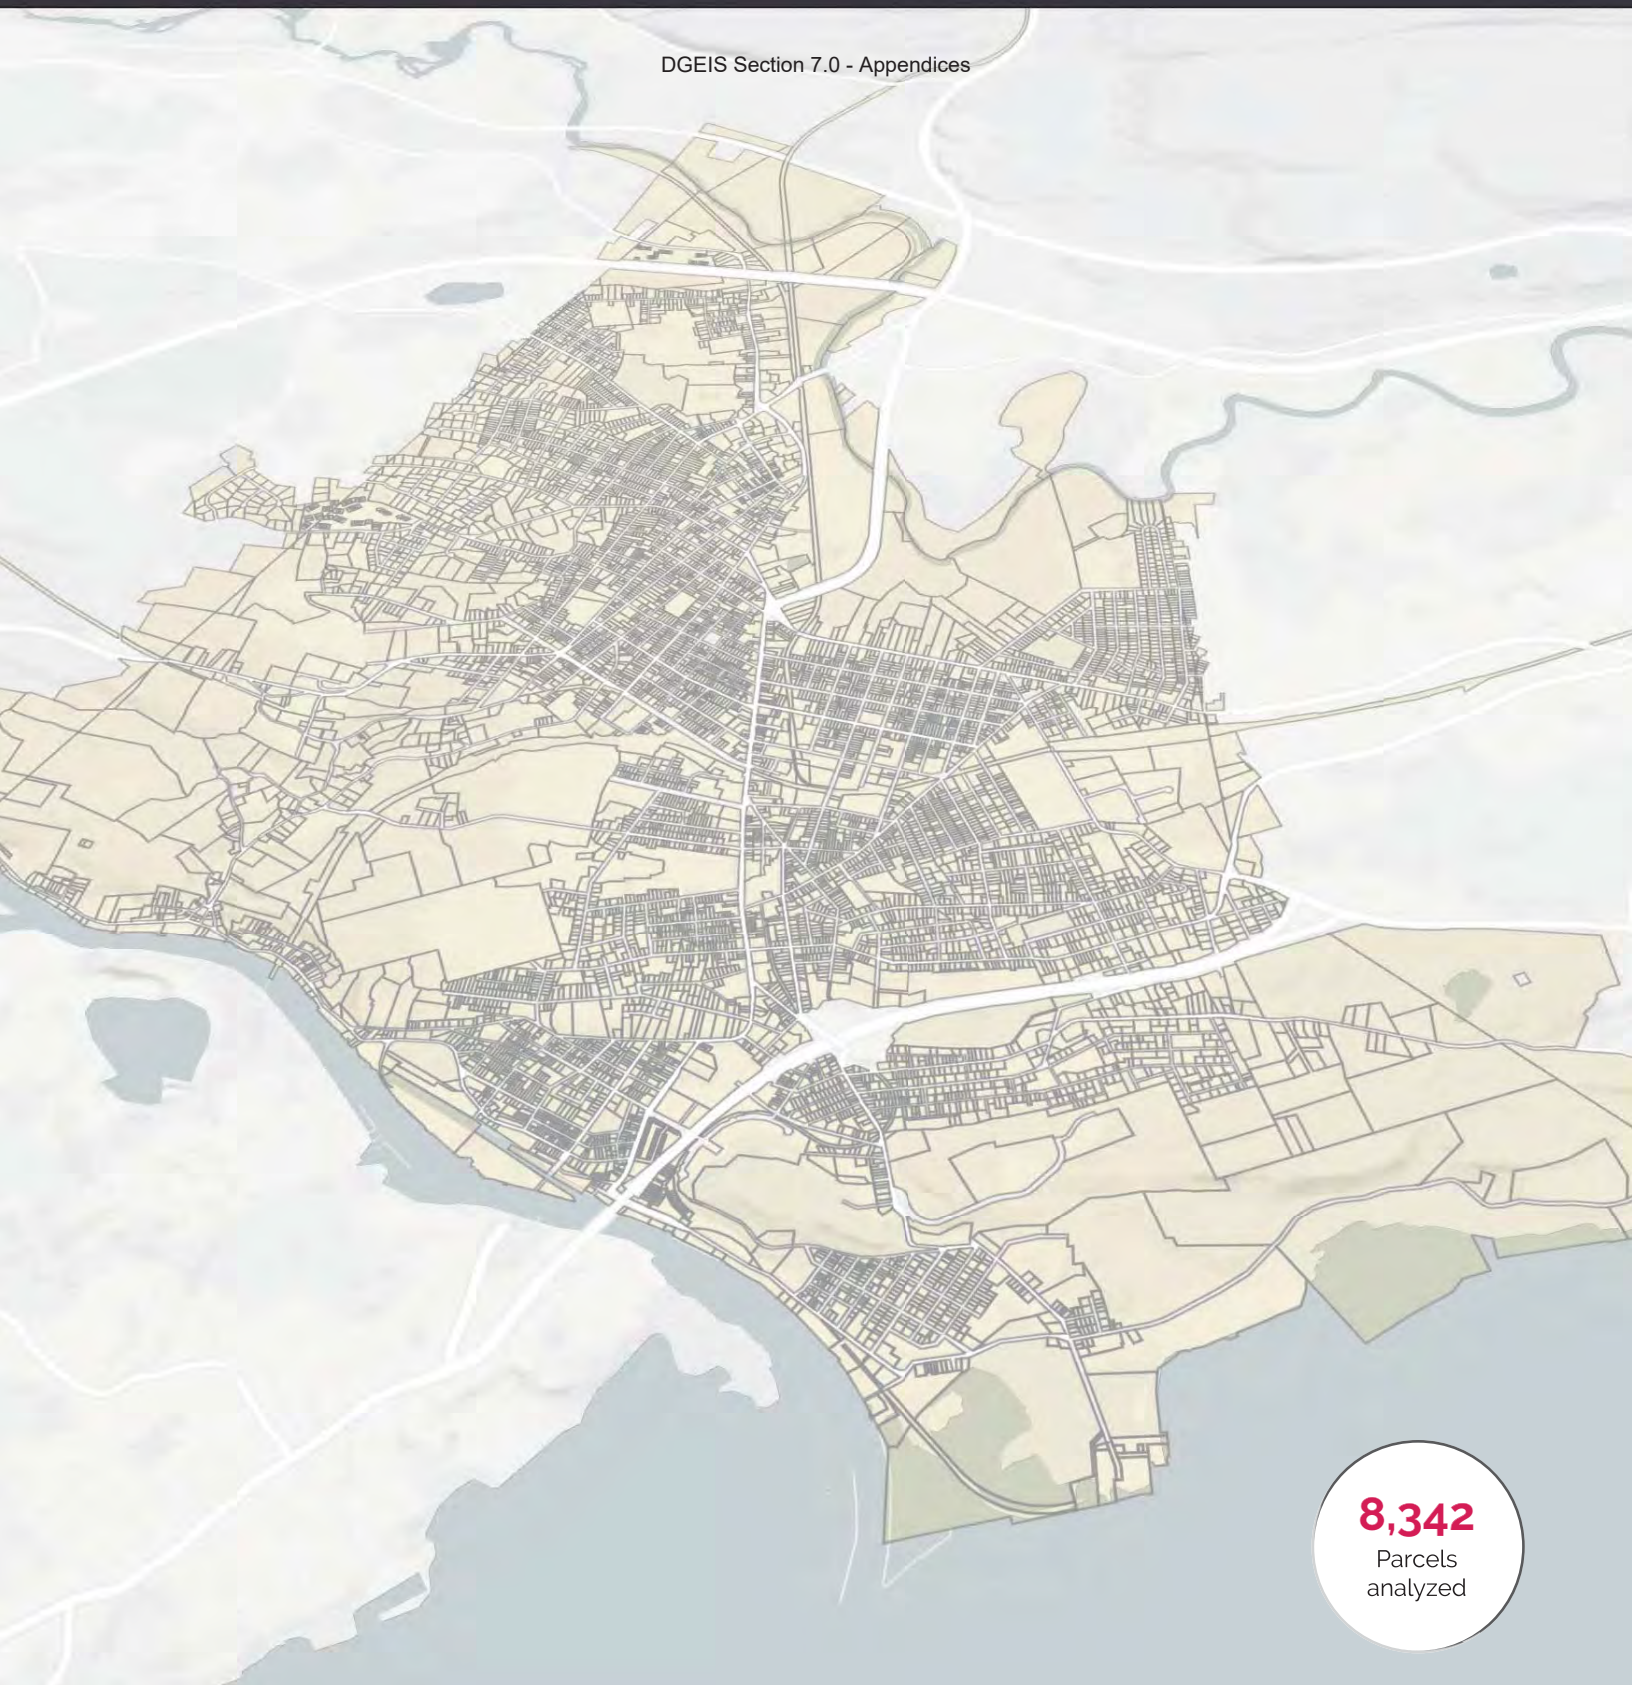 DGEIS Section 7.0 - Appendices
8,342
Parcels
analyzed